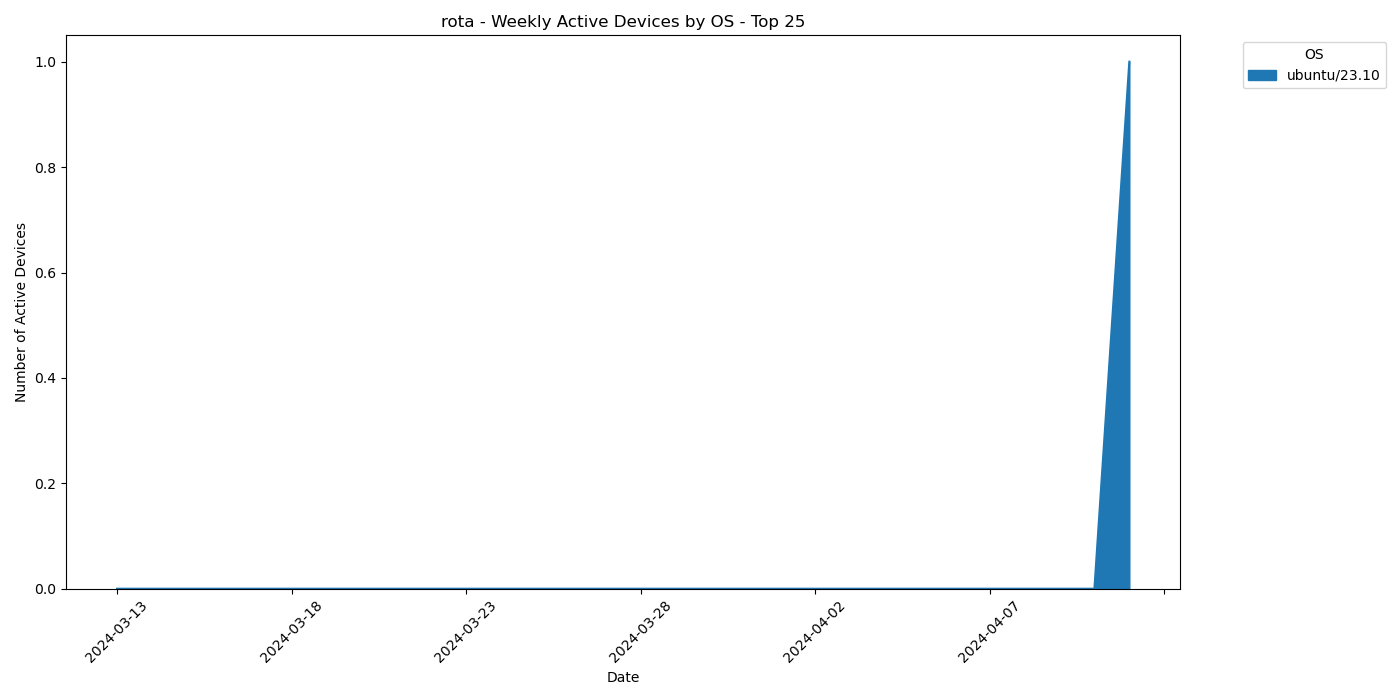 rota - Weekly Active Devices by OS - Top 25
OS
ubuntu/23.10
Number of Active Devices
1.0
0.8
0.6
0.4
0.2
0.0
2024-03-13
2024-03-18
2024-03-23
2024-03-28
2024-04-02
2024-04-07
Date